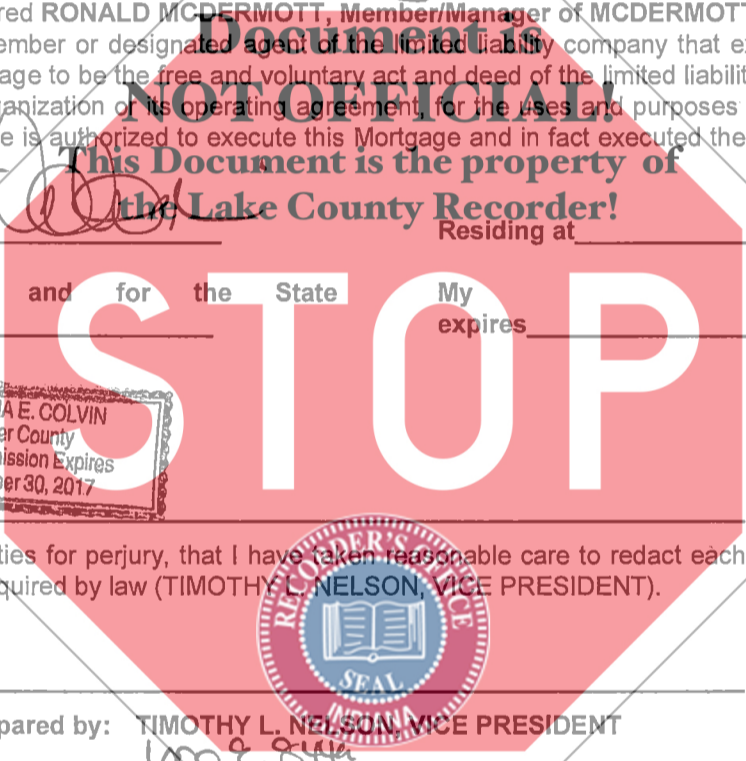 red RONALD MCDERMOTT, Member/Manager of MCDERMOTT
Document is
ember or designated agent of the limited liability company that e
age to be the free and voluntary act and deed of the limited liabilit
NOT OFFICIAL!
ganization or its operating agreement, for the uses and purposes
e is authorized to execute this Mortgage and in fact executed the
This Document is the property of
the Lake County Recorder!
Residing at
and for the State My
expires
STOP
A E. COLVIN
er County
ission Expires
ber 30, 2017
ties for perjury, that I have taken reasonable care to redact each
quired by law (TIMOTHY L. NELSON, VICE PRESIDENT).
RECORDER'S OFFICE
SEAL
INDIANA
pared by: TIMOTHY L. NELSON, VICE PRESIDENT